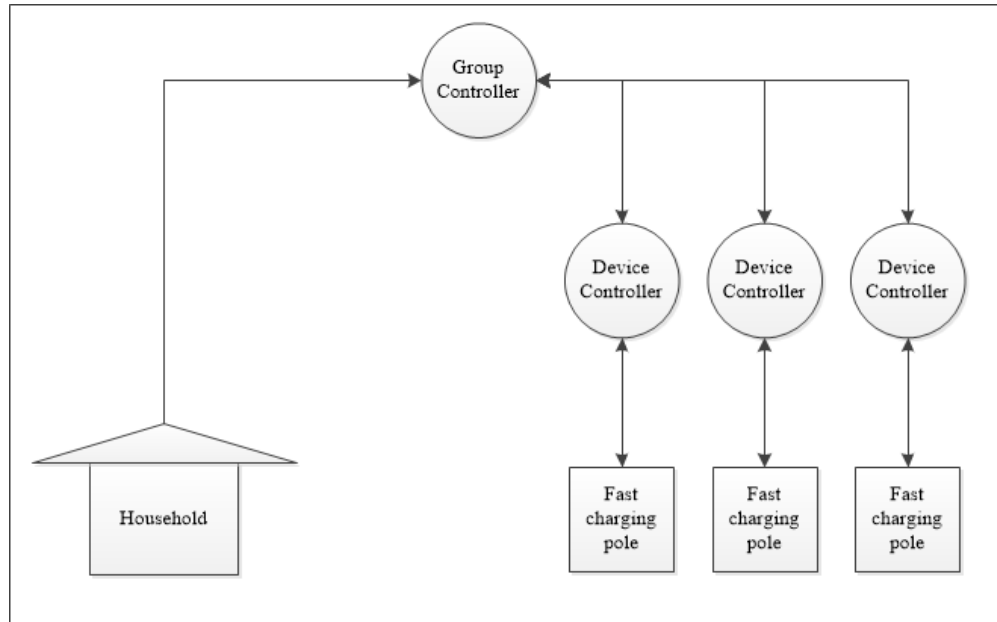 Group
Controller
Device
Controller
Device
Controller
Device
Controller
Household
Fast
charging
pole
Fast
charging
pole
Fast
charging
pole